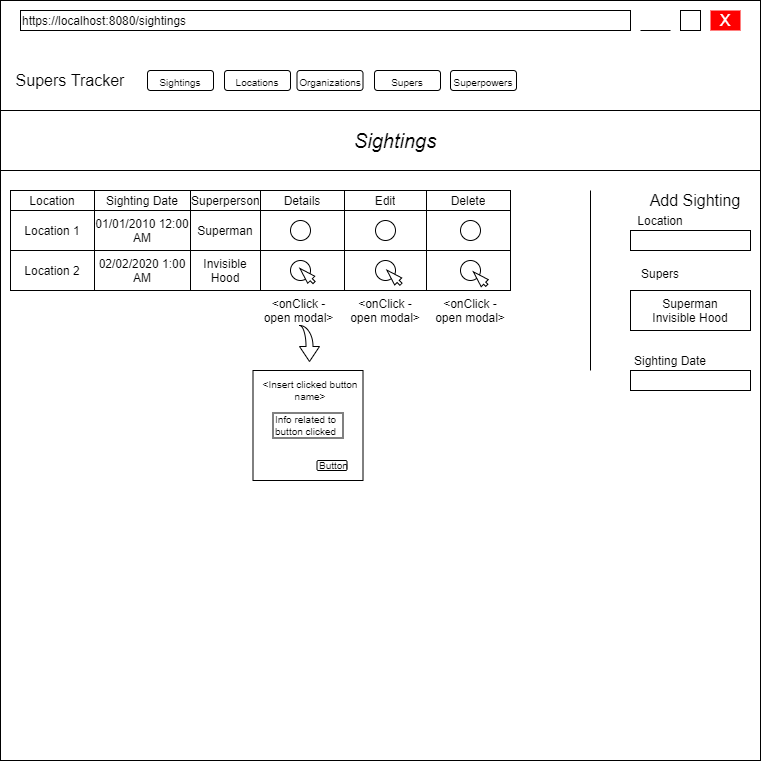 https://localhost:8080/sightings
X
Supers Tracker
Sightings
Locations
Organizations
Supers
Superpowers
Sightings
Location
Sighting Date
Superperson
Details
Edit
Delete
Location 1
01/01/2010 12:00
AM
Superman
Location 2
02/02/2020 1:00
AM
Invisible
Hood
<onClick -
open modal>
<onClick -
open modal>
<onClick -
open modal>
<Insert clicked button
name>
Info related to
button clicked
Button
Add Sighting
Location
Supers
Superman
Invisible Hood
Sighting Date